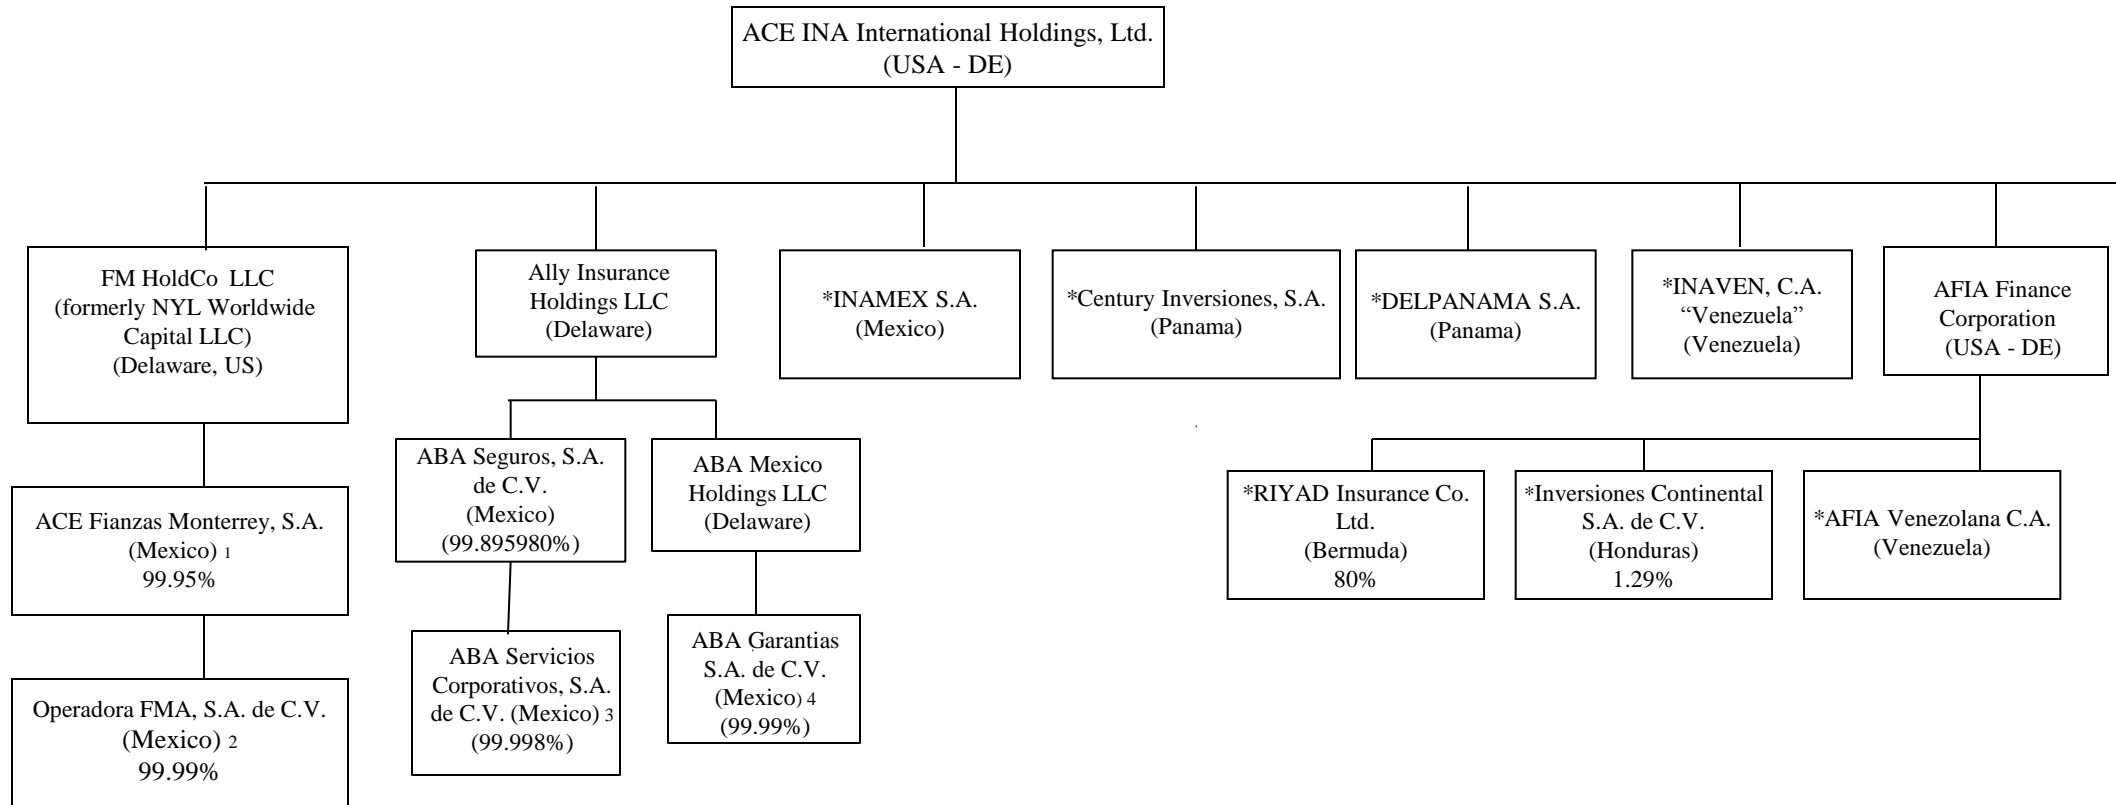 ACE INA International Holdings, Ltd.
(USA - DE)
FM HoldCo LLC
(formerly NYL Worldwide
Capital LLC)
(Delaware, US)
Ally Insurance
Holdings LLC
(Delaware)
*INAMEX S.A.
(Mexico)
*Century Inversiones, S.A.
(Panama)
*DELPANAMA S.A.
(Panama)
*INAVEN, C.A.
“Venezuela”
(Venezuela)
AFIA Finance
Corporation
(USA - DE)
ACE Fianzas Monterrey, S.A.
(Mexico) 1
99.95%
ABA Seguros, S.A.
de C.V.
(Mexico)
(99.895980%)
ABA Mexico
Holdings LLC
(Delaware)
*RIYAD Insurance Co.
Ltd.
(Bermuda)
80%
*Inversiones Continental
S.A. de C.V.
(Honduras)
1.29%
*AFIA Venezolana C.A.
(Venezuela)
Operadora FMA, S.A. de C.V.
(Mexico) 2
99.99%
ABA Servicios
Corporativos, S.A.
de C.V. (Mexico) 3
(99.998%)
ABA Garantias
S.A. de C.V.
(Mexico) 4
(99.99%)